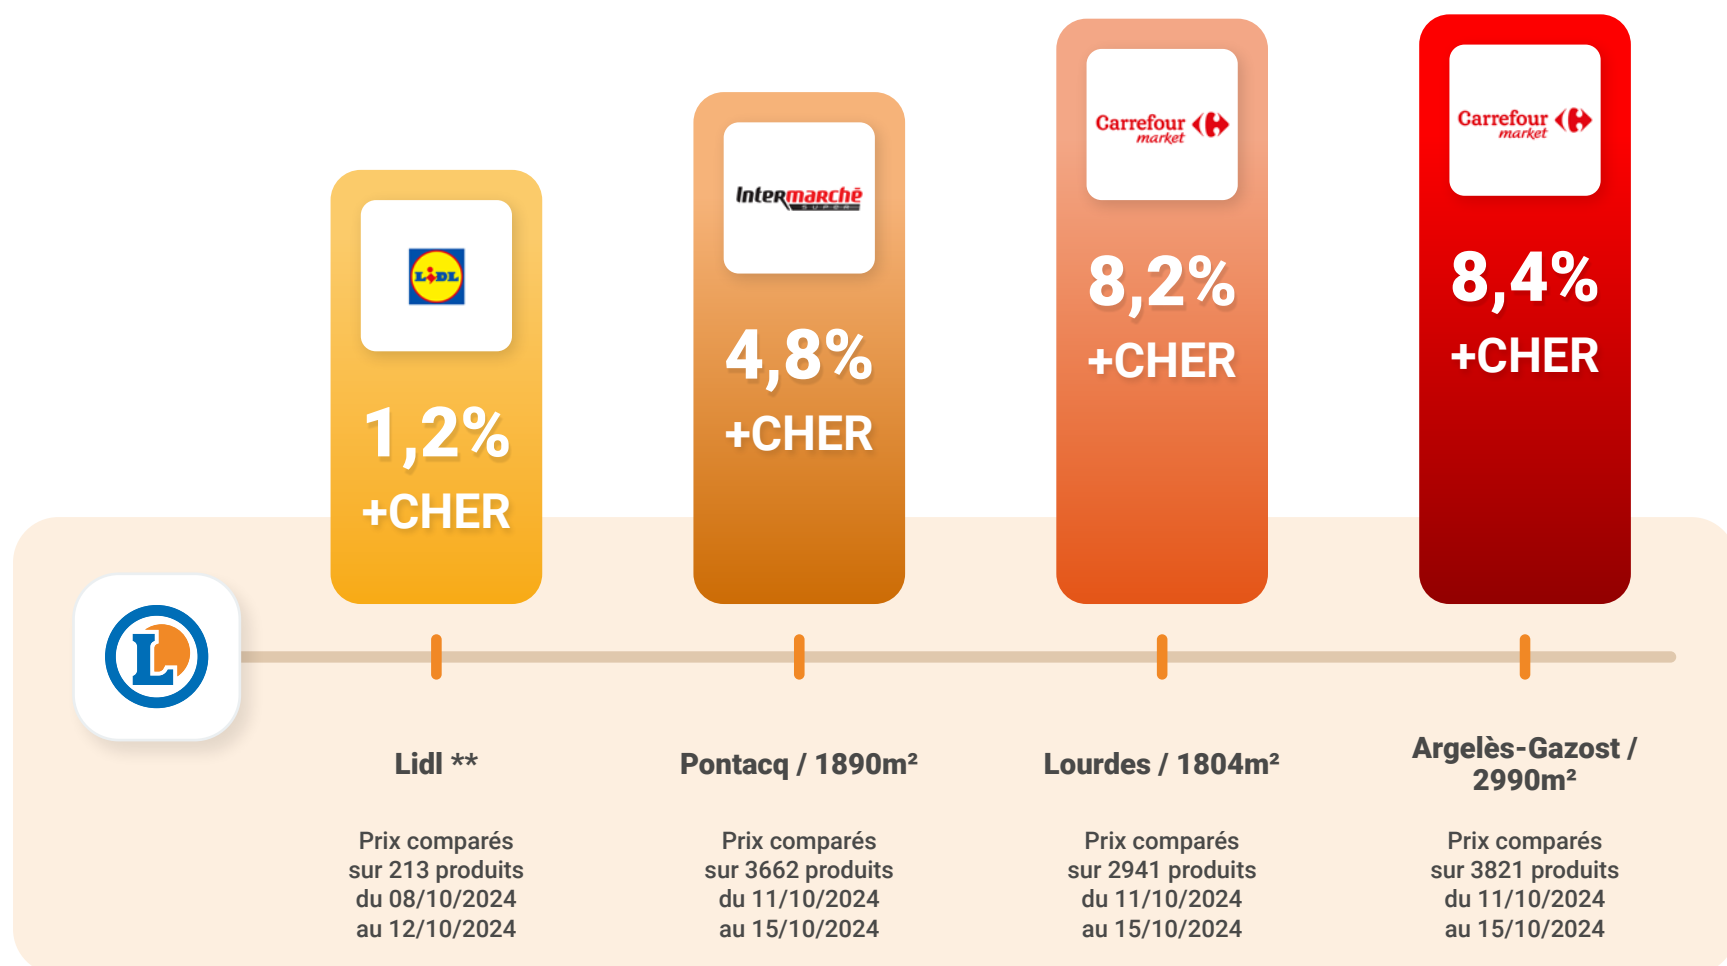 LiDL
1,2%
+CHER
Intermarchē
SUPER
4,8%
+CHER
Carrefour
market
8,2%
+CHER
Carrefour
market
8,4%
+CHER
L
Lidl **
Prix comparés
sur 213 produits
du 08/10/2024
au 12/10/2024
Pontacq / 1890m²
Prix comparés
sur 3662 produits
du 11/10/2024
au 15/10/2024
Lourdes / 1804m²
Prix comparés
sur 2941 produits
du 11/10/2024
au 15/10/2024
Argelès-Gazost /
2990m²
Prix comparés
sur 3821 produits
du 11/10/2024
au 15/10/2024